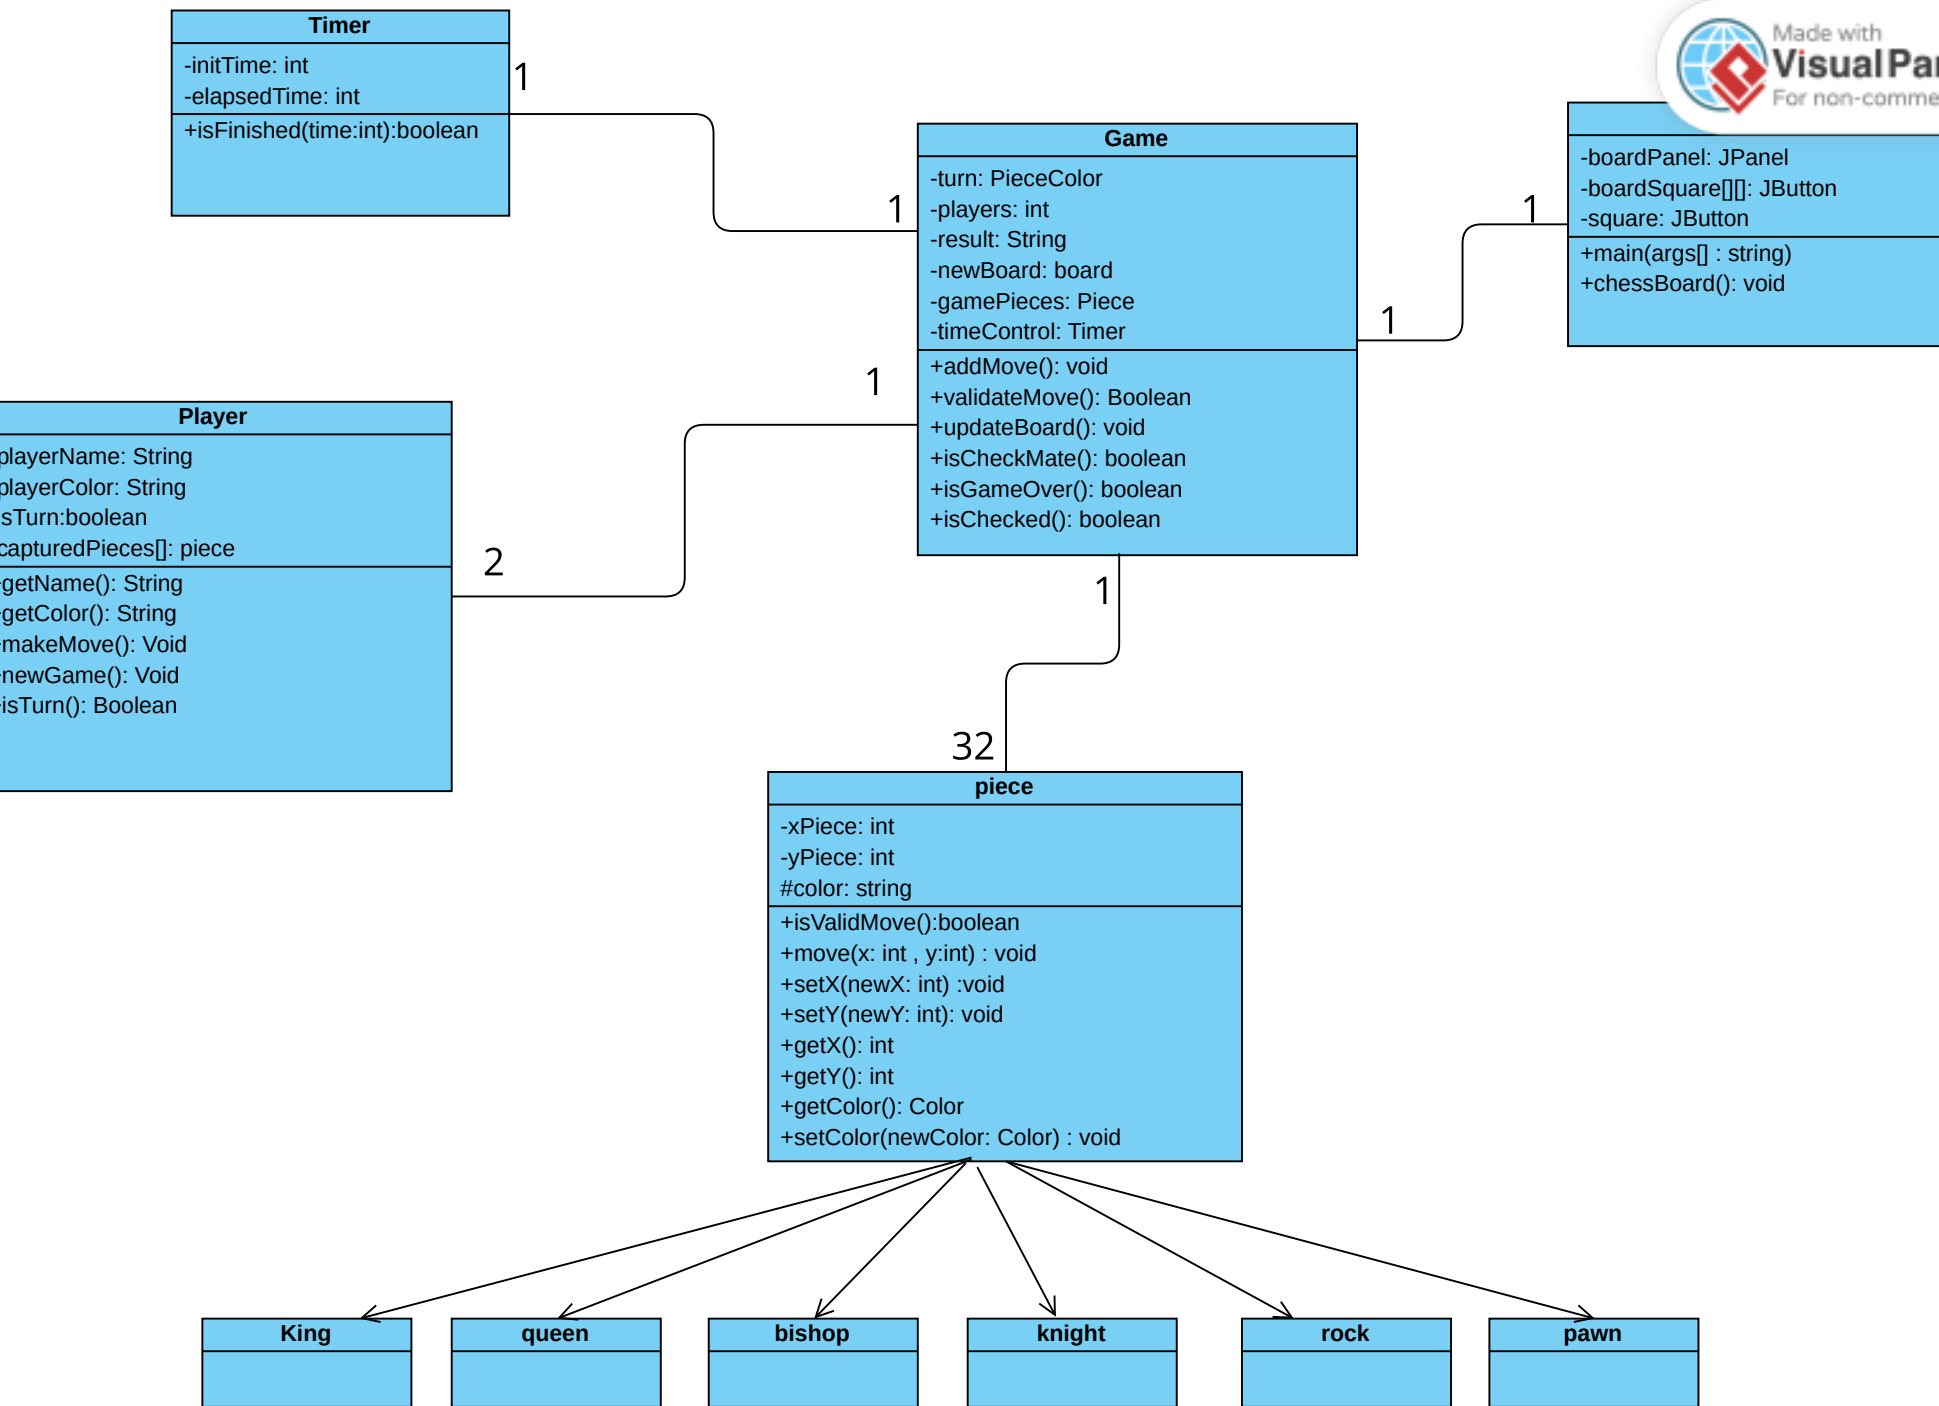 Timer
-initTime: int
-elapsedTime: int
+isFinished(time:int):boolean
1
1
Made with
Visual
For
Game
-turn: PieceColor
-players: int
-result: String
-newBoard: board
-gamePieces: Piece
-timeControl: Timer
+addMove(): void
+validateMove(): Boolean
+updateBoard(): void
+isCheckMate(): boolean
+isGameOver(): boolean
+isChecked(): boolean
1
1
-boardPanel: JPanel
-boardSquare[][]: JButton
-square: JButton
+main(args[] : string)
+chessBoard(): void
1
2
Player
playerName: String
playerColor: String
sTurn:boolean
capturedPieces[]: piece
getName(): String
getColor(): String
makeMove(): Void
newGame(): Void
isTurn(): Boolean
1
32
piece
-xPiece: int
-yPiece: int
#color: string
+isValidMove():boolean
+move(x: int , y:int) : void
+setX(newX: int) :void
+setY(newY: int): void
+getX(): int
+getY(): int
+getColor(): Color
+setColor(newColor: Color) : void
King
queen
bishop
knight
rock
pawn